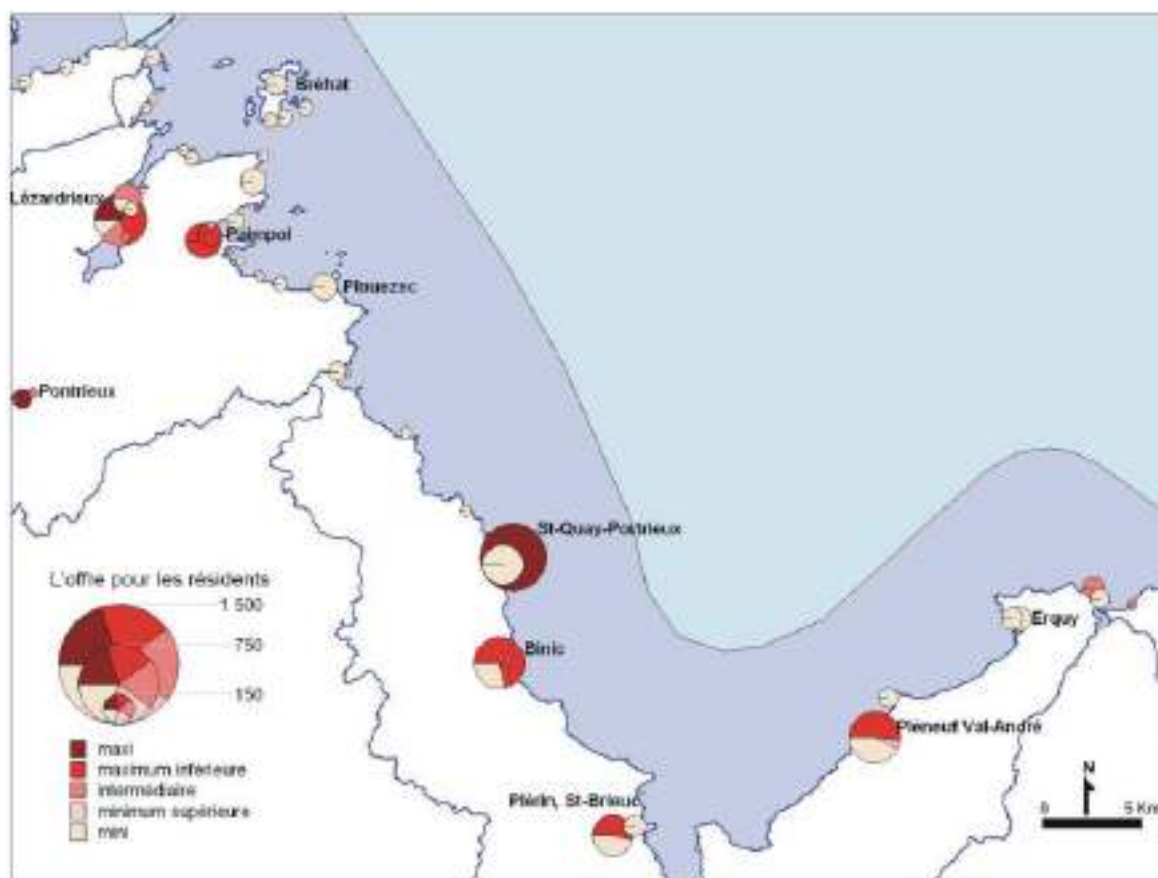 Bréhat
Lézardrieux
Paimpol
Plouezec
Pontrieux
St-Quay-Portrieux
L'offre pour les résidents
1 500
750
150
Binic
Erquy
Pléneuf Val-André
maxi
maximum inférieure
intermédiaire
minimum supérieure
mini
Plérin, St-Brieuc
N
0 5 Km